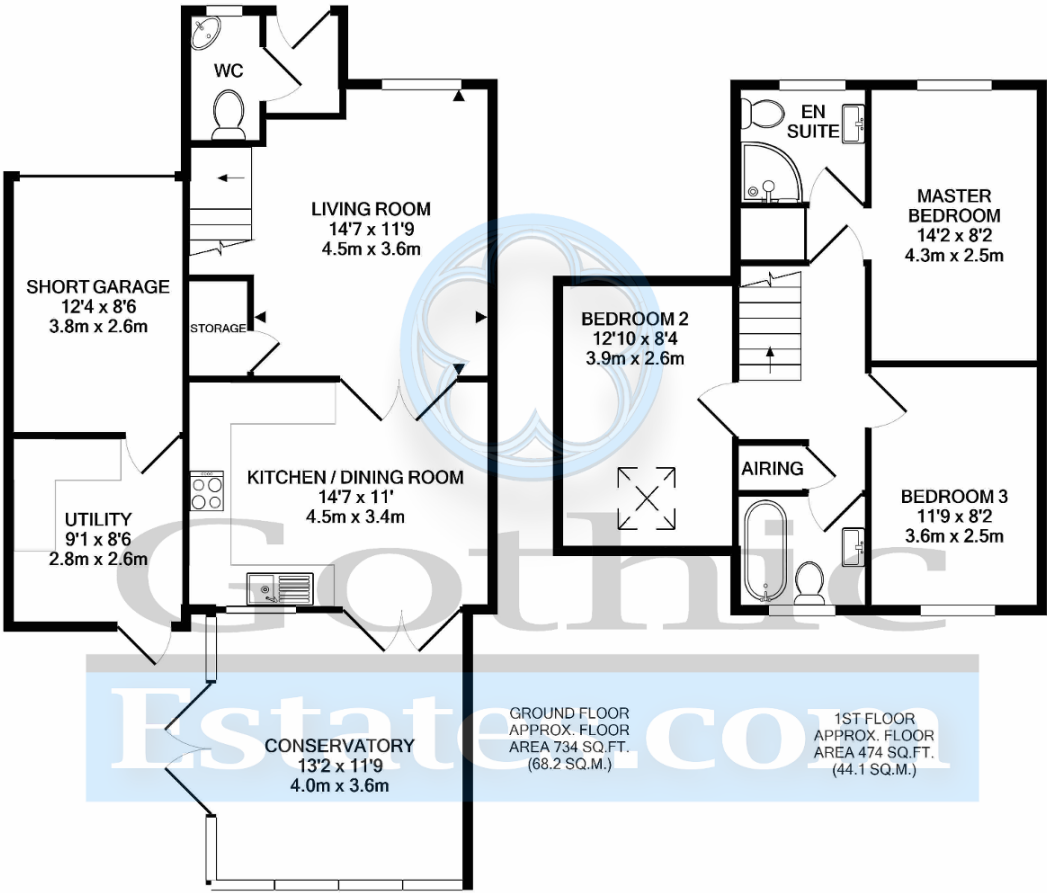 WC
LIVING ROOM
14'7 x 11'9
4.5m x 3.6m
SHORT GARAGE
12'4 x 8'6
3.8m x 2.6m
STORAGE
KITCHEN / DINING ROOM
14'7 x 11'
4.5m x 3.4m
UTILITY
9'1 x 8'6
2.8m x 2.6m
CONSERVATORY
13'2 x 11'9
4.0m x 3.6m
EN
SUITE
MASTER
BEDROOM
14'2 x 8'2
4.3m x 2.5m
BEDROOM 2
12'10 x 8'4
3.9m x 2.6m
AIRING
BEDROOM 3
11'9 x 8'2
3.6m x 2.5m
GROUND FLOOR
APPROX. FLOOR
AREA 734 SQ.FT.
(68.2 SQ.M.)
1ST FLOOR
APPROX. FLOOR
AREA 474 SQ.FT.
(44.1 SQ.M.)
Gothic
Estates.com